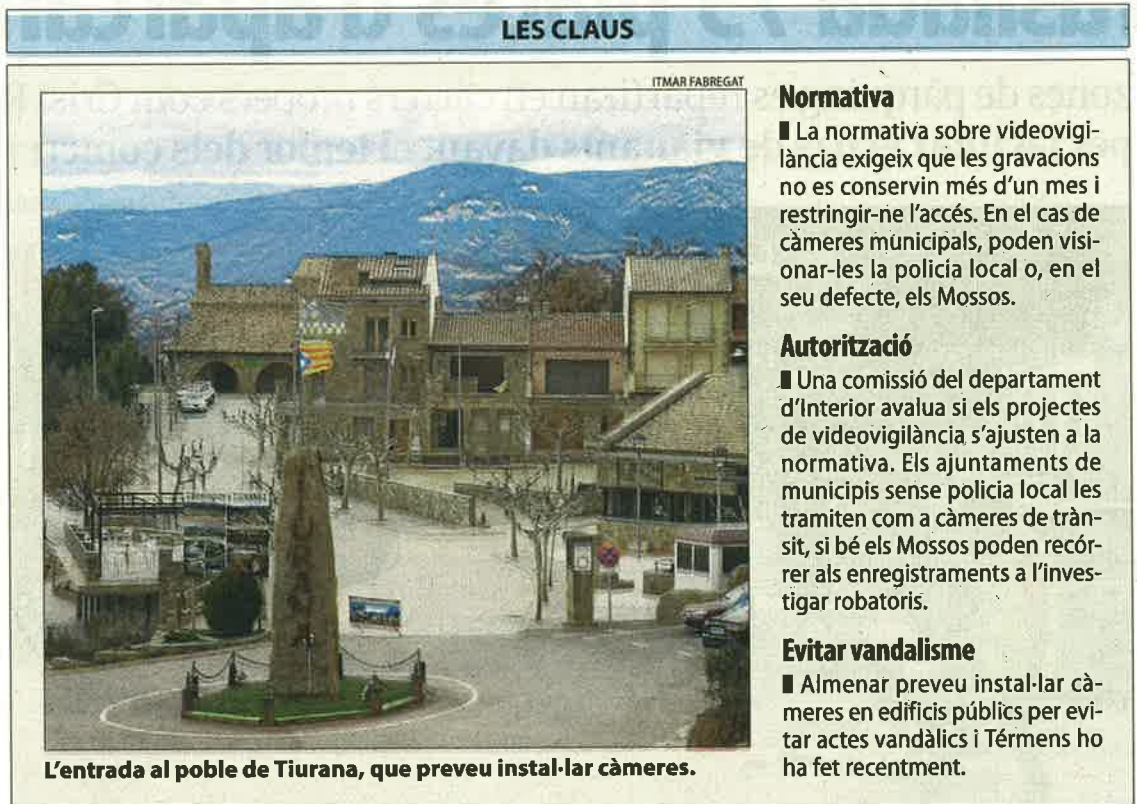 LES CLAUS
ITMAR FABREGAT
L'entrada al poble de Tiurana, que preveu instal·lar càmeres.
Normativa
▮ La normativa sobre videovigi-
lància exigeix que les gravacions
no es conservin més d'un mes i
restringir-ne l'accés. En el cas de
càmeres municipals, poden visi-
onar-les la policia local o, en el
seu defecte, els Mossos.
Autorització
▮ Una comissió del departament
d'Interior avalua si els projectes
de videovigilància s'ajusten a la
normativa. Els ajuntaments de
municipis sense policia local les
tramiten com a càmeres de tràn-
sit, si bé els Mossos poden recór-
rer als enregistraments a l'inves-
tigar robatoris.
Evitar vandalisme
▮ Almenar preveu instal·lar cà-
meres en edificis públics per evi-
tar actes vandàlics i Térmens ho
ha fet recentment.